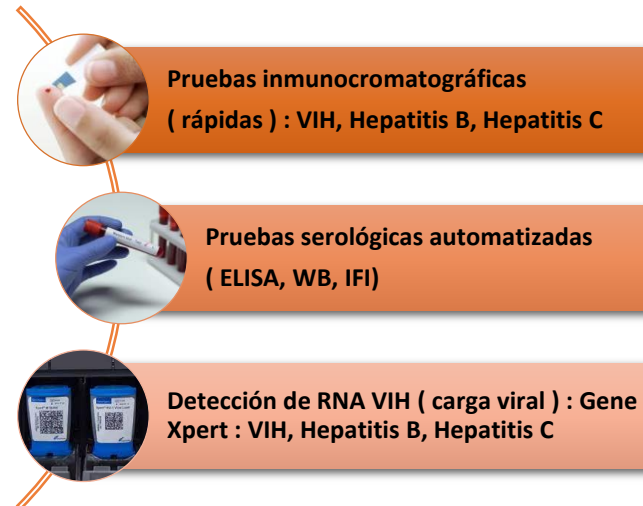 Pruebas inmunocromatográficas
( rápidas ) : VIH, Hepatitis B, Hepatitis C
Pruebas serológicas automatizadas
( ELISA, WB, IFI)
Detección de RNA VIH ( carga viral ) : Gene
Xpert : VIH, Hepatitis B, Hepatitis C